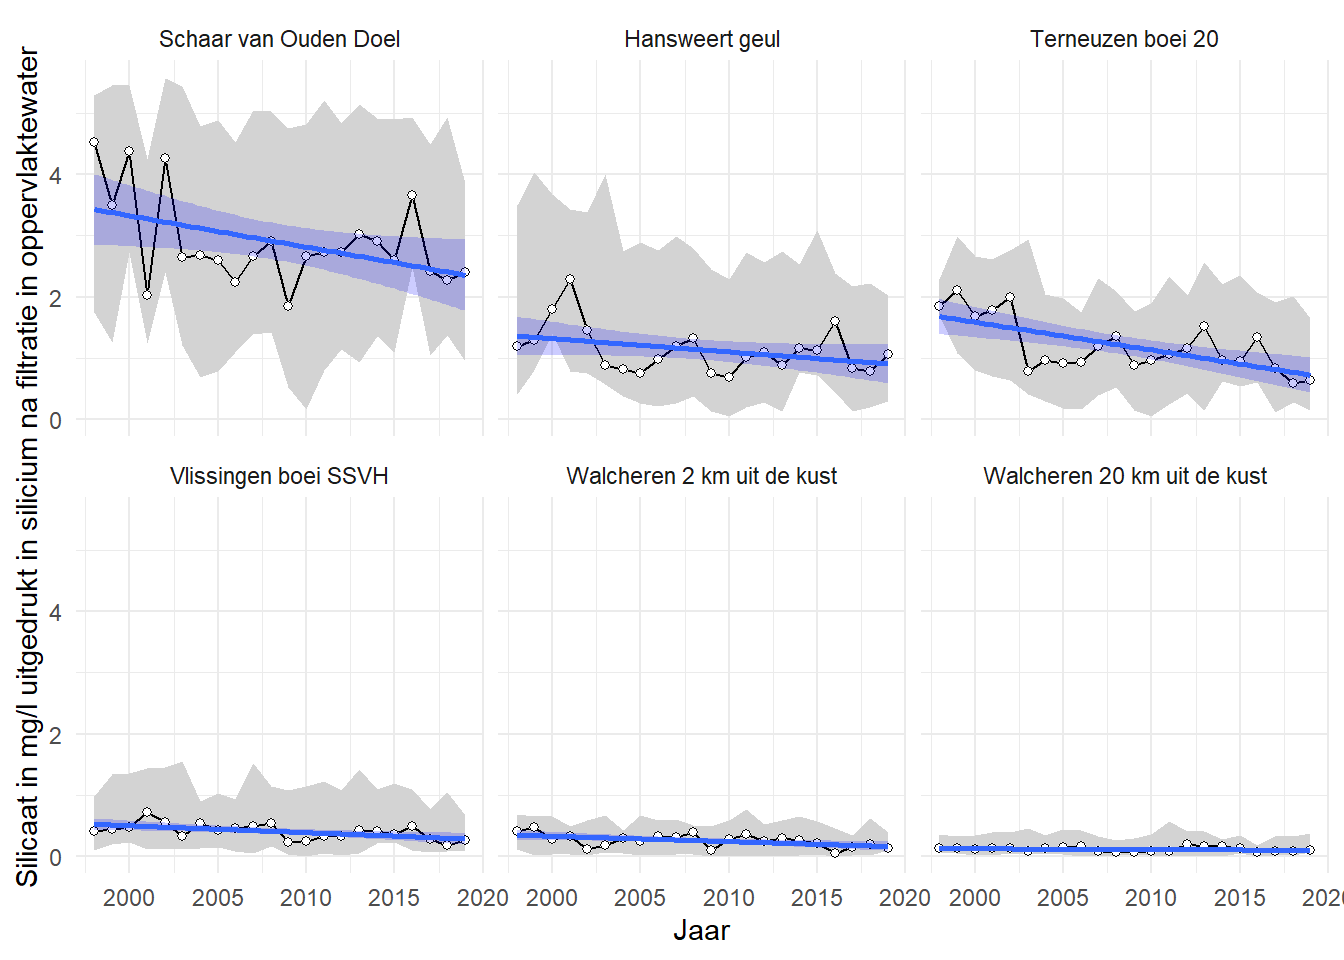 Schaar van Ouden Doel
Hansweert geul
Terneuzen boei 20
4
2
0
Vlissingen boei SSVH
Walcheren 2 km uit de kust
Walcheren 20 km uit de kust
4
2
0
2000 2005 2010 2015 2020
2000 2005 2010 2015 2020
2000 2005 2010 2015 2020
Jaar
Silicaat in mg/l uitgedrukt in silicium na filtratie in oppervlaktewater